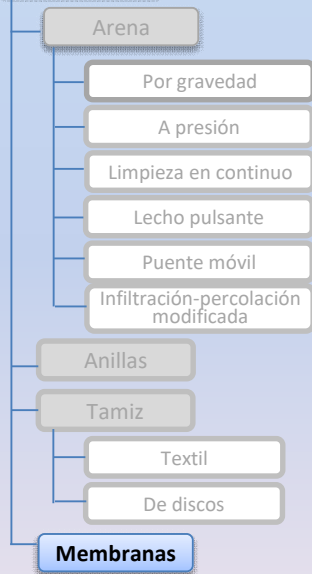 Arena
Por gravedad
A presión
Limpieza en continuo
Lecho pulsante
Puente móvil
Infiltración-percolación
modificada
Anillas
Tamiz
Textil
De discos
Membranas